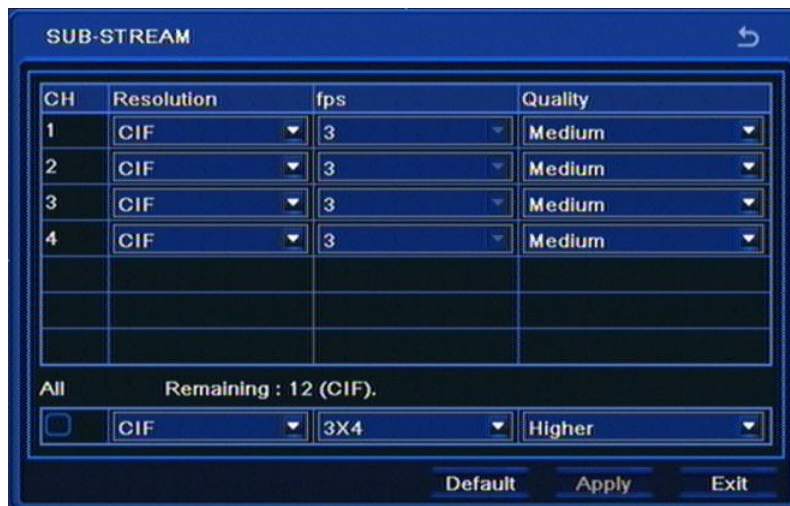 SUB-STREAM
CH Resolution fps Quality
1 CIF 3 Medium
2 CIF 3 Medium
3 CIF 3 Medium
4 CIF 3 Medium
All Remaining : 12 (CIF).
CIF 3X4 Higher
Default Apply Exit